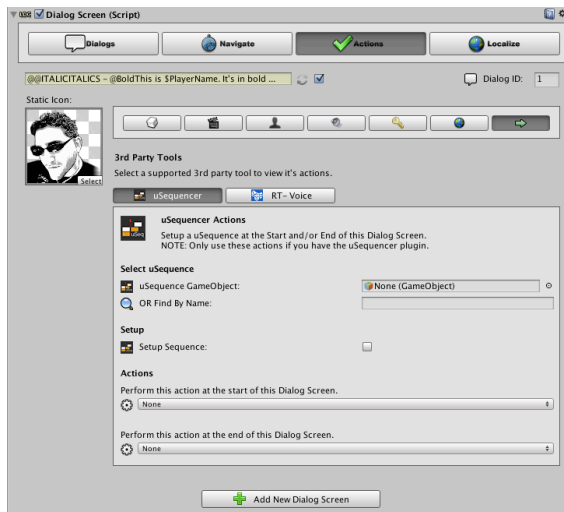 Dialog Screen (Script)
Dialogs
Navigate
Actions
Localize
@@ITALICITALICS – @BoldThis is $PlayerName. It's in bold ...
Dialog ID:
1
Static Icon:
Select
3rd Party Tools
Select a supported 3rd party tool to view it's actions.
uSequencer
RT- Voice
uSeq
uSequencer Actions
Setup a uSequence at the Start and/or End of this Dialog Screen.
NOTE: Only use these actions if you have the uSequencer plugin.
Select uSequence
uSequence GameObject:
None (GameObject)
OR Find By Name:
Setup
Setup Sequence:
Actions
Perform this action at the start of this Dialog Screen.
None
Perform this action at the end of this Dialog Screen.
None
Add New Dialog Screen